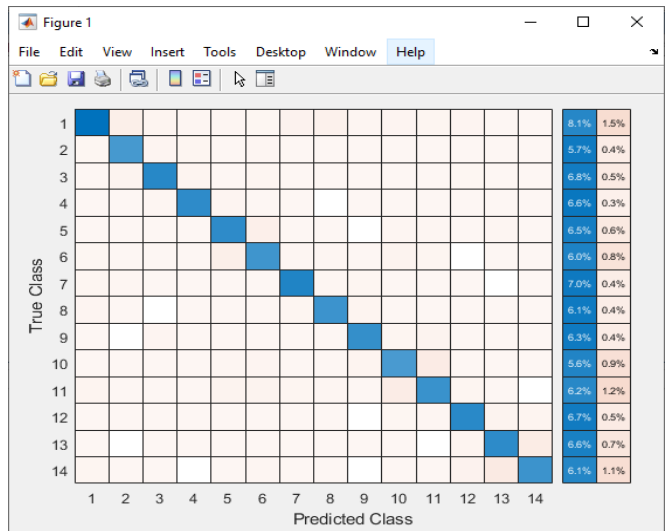 Figure 1
File Edit View Insert Tools Desktop Window Help
1 8.1% 1.5%
2 5.7% 0.4%
3 6.8% 0.5%
4 6.6% 0.3%
5 6.5% 0.6%
6 6.0% 0.8%
7 7.0% 0.4%
8 6.1% 0.4%
9 6.3% 0.4%
10 5.6% 0.9%
11 6.2% 1.2%
12 6.7% 0.5%
13 6.6% 0.7%
14 6.1% 1.1%
True Class
1 2 3 4 5 6 7 8 9 10 11 12 13 14
Predicted Class